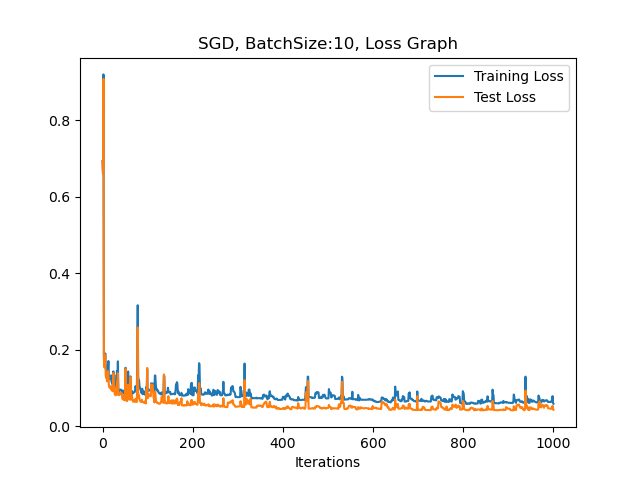 SGD, BatchSize:10, Loss Graph
Training Loss
Test Loss
0.8
0.6
0.4
0.2
0.0
0 200 400 600 800 1000
Iterations